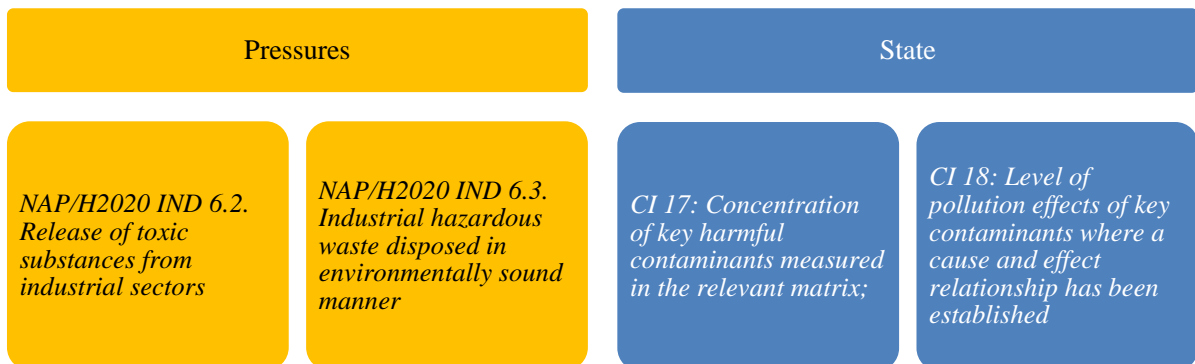 Pressures
State
NAP/H2020 IND 6.2.
Release of toxic
substances from
industrial sectors
NAP/H2020 IND 6.3.
Industrial hazardous
waste disposed in
environmentally sound
manner
CI 17: Concentration
of key harmful
contaminants measured
in the relevant matrix;
CI 18: Level of
pollution effects of key
contaminants where a
cause and effect
relationship has been
established